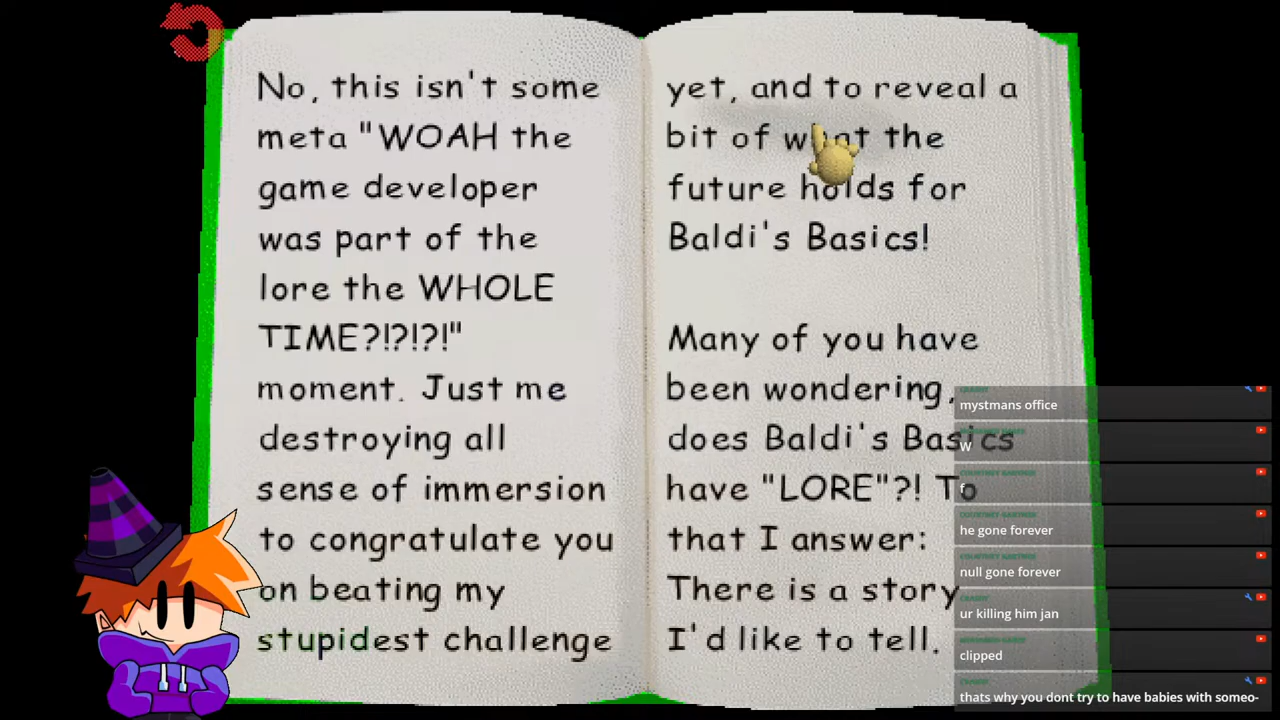 No, this isn't some
meta "WOAH the
game developer
was part of the
lore the WHOLE
TIME?!?!?!"
moment. Just me
destroying all
sense of immersion
to congratulate you
on beating my
stupidest challenge
yet, and to reveal a
bit of what the
future holds for
Baldi's Basics!
Many of you have
been wondering,
does Baldi's Basics
have "LORE"?! To
that I answer:
There is a story
I'd like to tell.
mystmans office
W
f
he gone forever
null gone forever
ur killing him jan
clipped
thats why you dont try to have babies with someo-